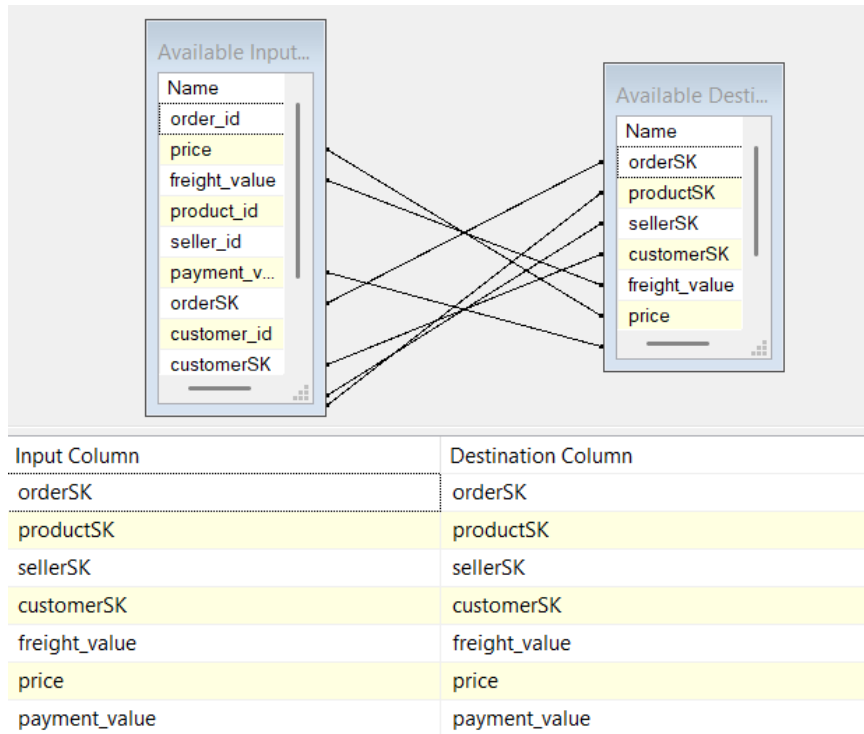 Available Input...
Name
order_id
price
freight_value
product_id
seller_id
payment_v...
orderSK
customer_id
customerSK
Available Desti...
Name
orderSK
productSK
sellerSK
customerSK
freight_value
price
Input Column Destination Column
orderSK orderSK
productSK productSK
sellerSK sellerSK
customerSK customerSK
freight_value freight_value
price price
payment_value payment_value